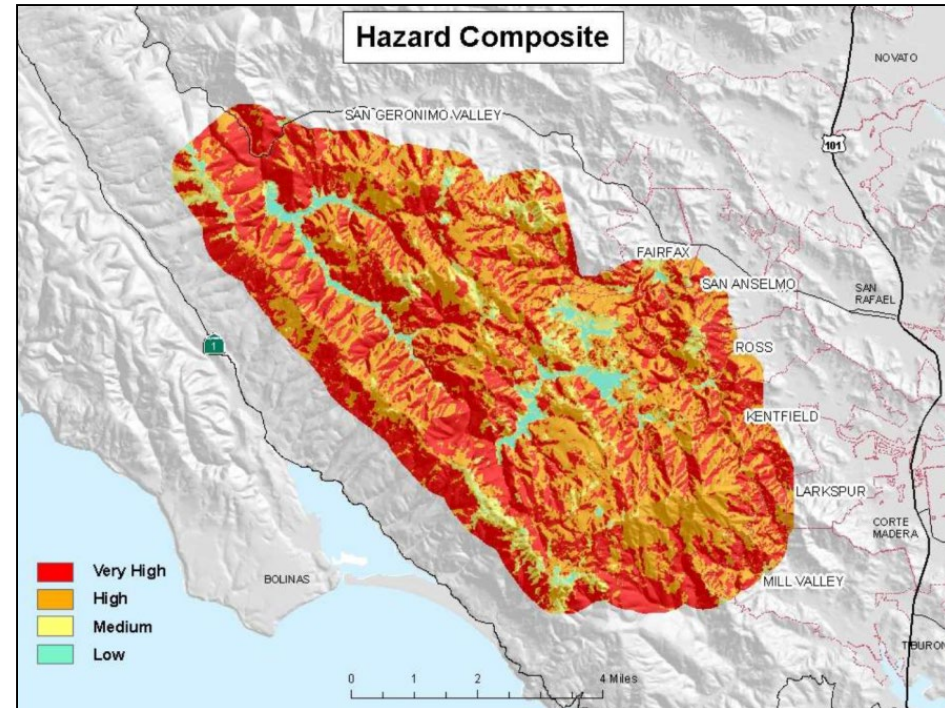 Hazard Composite
NOVATO
SAN GERONIMO VALLEY
101
FAIRFAX
SAN ANSELMO
SAN
RAFAEL
1
ROSS
KENTFIELD
LARKSPUR
CORTE
MADERA
Very High
High
Medium
Low
BOLINAS
MILL VALLEY
TIBURON
0 1 2 4 Miles